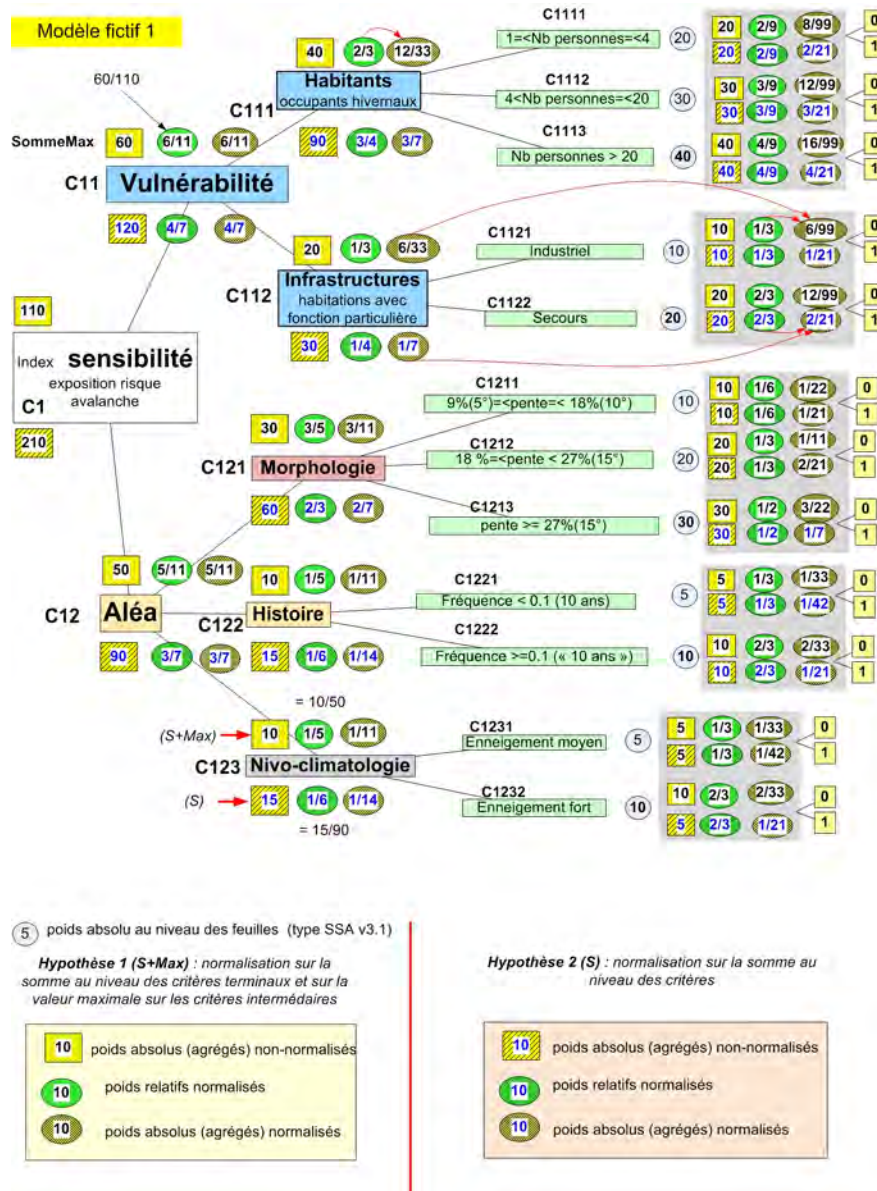 Modèle fictif 1
60/110
SommeMax
60
6/11
6/11
C11
Vulnérabilité
120
4/7
4/7
40
2/3
12/33
C111
Habitants
occupants hivernaux
90
3/4
3/7
C1111
1=<Nb personnes=<4
20
20
2/9
8/99
0
20
2/9
2/21
1
C1112
4<Nb personnes=<20
30
30
3/9
12/99
0
30
3/9
3/21
1
C1113
Nb personnes > 20
40
40
4/9
16/99
0
40
4/9
4/21
1
20
1/3
6/33
C112
Infrastructures
habitations avec
fonction particulière
30
1/4
1/7
C1121
Industriel
10
10
1/3
6/99
0
10
1/3
1/21
1
C1122
Secours
20
20
2/3
12/99
0
20
2/3
2/21
1
110
Index sensibilité
exposition risque
avalanche
C1
210
30
3/5
3/11
C121
Morphologie
60
2/3
2/7
C1211
9%(5°)=<pente=< 18%(10°)
10
10
1/6
1/22
0
10
1/6
1/21
1
C1212
18 %=<pente < 27%(15°)
20
20
1/3
1/11
0
20
1/3
2/21
1
C1213
pente >= 27%(15°)
30
30
1/2
3/22
0
30
1/2
1/7
1
50
5/11
5/11
C12
Aléa
90
3/7
3/7
10
1/5
1/11
C122
Histoire
15
1/6
1/14
C1221
Fréquence < 0.1 (10 ans)
5
5
1/3
1/33
0
5
1/3
1/42
1
C1222
Fréquence >=0.1 (« 10 ans »)
10
10
2/3
2/33
0
10
2/3
1/21
1
= 10/50
(S+Max)
10
1/5
1/11
C123
Nivo-climatologie
(S)
15
1/6
1/14
= 15/90
C1231
Enneigement moyen
5
5
1/3
1/33
0
5
1/3
1/42
1
C1232
Enneigement fort
10
10
2/3
2/33
0
5
2/3
1/21
1
5 poids absolu au niveau des feuilles (type SSA v3.1)
Hypothèse 1 (S+Max) : normalisation sur la
somme au niveau des critères terminaux et sur la
valeur maximale sur les critères intermédaires
10 poids absolus (agrégés) non-normalisés
10 poids relatifs normalisés
10 poids absolus (agrégés) normalisés
Hypothèse 2 (S) : normalisation sur la somme au
niveau des critères
10 poids absolus (agrégés) non-normalisés
10 poids relatifs normalisés
10 poids absolus (agrégés) normalisés